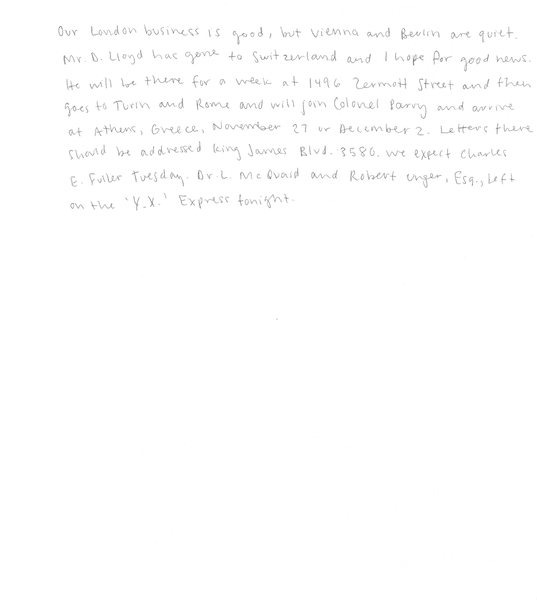 Our London business is good, but Vienna and Berlin are quiet.
Mr. D. Lloyd has gone to Switzerland and I hope for good news.
He will be there for a week at 1496 Zermott Street and then
goes to Turin and Rome and will join Colonel Parry and arrive
at Athens, Greece, November 27 or December 2. Letters there
should be addressed King James Blvd. 3580. We expect Charles
E. Fuller Tuesday. Dr. L. McQuaid and Robert Unger, Esq., Left
on the 'Y.X.' Express tonight.